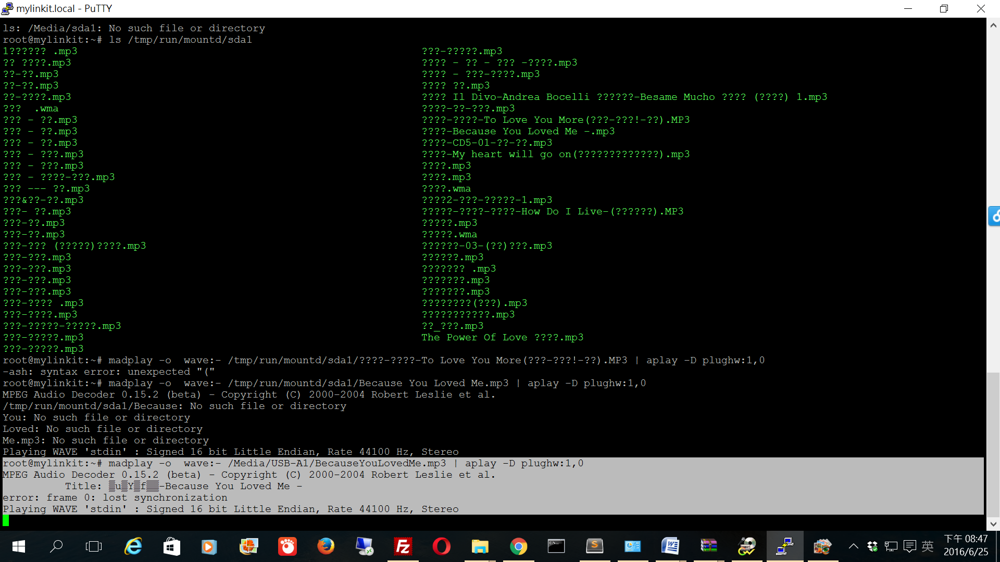 mylinkit.local - PuTTY
ls: /Media/sda1: No such file or directory
root@mylinkit:~# ls /tmp/run/mountd/sda1
1?????? .mp3
?? ????.mp3
??-??.mp3
??-??.mp3
??-????.mp3
???  .wma
??? - ??.mp3
??? - ??.mp3
??? - ??.mp3
??? - ???.mp3
??? - ???.mp3
??? - ????-???.mp3
??? --- ??.mp3
???&??-??.mp3
???- ??.mp3
???-??.mp3
???-??.mp3
???-??? (?????)????.mp3
???-???.mp3
???-???.mp3
???-???.mp3
???-???.mp3
???-???? .mp3
???-????.mp3
???-?????-?????.mp3
???-?????.mp3
???-?????.mp3
???-?????.mp3
???? - ?? - ??? -????.mp3
???? - ???-????.mp3
???? ??.mp3
???? Il Divo-Andrea Bocelli ??????-Besame Mucho ???? (????) 1.mp3
????-??-???.mp3
????-????-To Love You More(???-???!-??).MP3
????-Because You Loved Me -.mp3
????-CD5-01-??-??.mp3
????-My heart will go on(?????????????).mp3
????.mp3
????.mp3
????.wma
????2-???-?????-1.mp3
?????-????-????-How Do I Live-(??????).MP3
?????.mp3
?????.wma
??????-03-(??)???.mp3
??????.mp3
??????? .mp3
???????.mp3
???????.mp3
????????(???).mp3
???????????.mp3
??_???.mp3
The Power Of Love ????.mp3
root@mylinkit:~# madplay -o  wave:- /tmp/run/mountd/sda1/????-????-To Love You More(???-???!-??).MP3 | aplay -D plughw:1,0
-ash: syntax error: unexpected "("
root@mylinkit:~# madplay -o  wave:- /tmp/run/mountd/sda1/Because You Loved Me.mp3 | aplay -D plughw:1,0
MPEG Audio Decoder 0.15.2 (beta) - Copyright (C) 2000-2004 Robert Leslie et al.
/tmp/run/mountd/sda1/Because: No such file or directory
You: No such file or directory
Loved: No such file or directory
Me.mp3: No such file or directory
Playing WAVE 'stdin' : Signed 16 bit Little Endian, Rate 44100 Hz, Stereo
root@mylinkit:~# madplay -o  wave:- /Media/USB-A1/BecauseYouLovedMe.mp3 | aplay -D plughw:1,0
MPEG Audio Decoder 0.15.2 (beta) - Copyright (C) 2000-2004 Robert Leslie et al.
Title: ▒u▒Y▒f▒▒-Because You Loved Me -
error: frame 0: lost synchronization
Playing WAVE 'stdin' : Signed 16 bit Little Endian, Rate 44100 Hz, Stereo
英
下午 08:47
2016/6/25